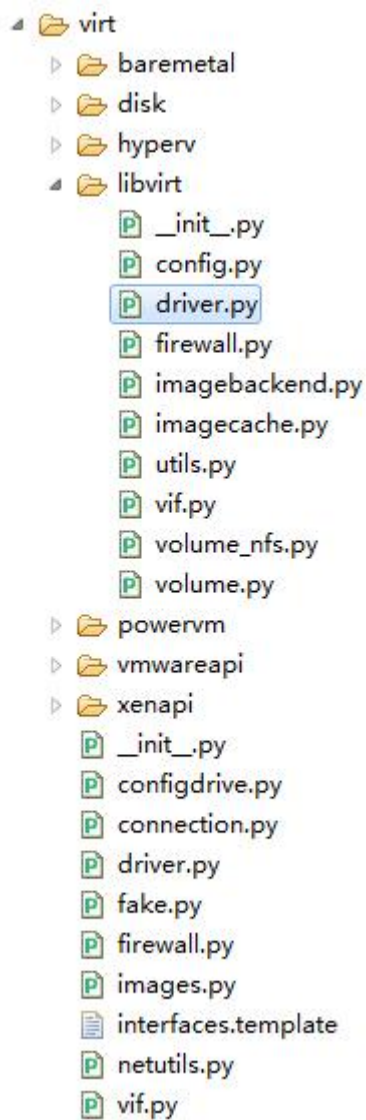 virt
baremetal
disk
hyperv
libvirt
__init__.py
config.py
driver.py
firewall.py
imagebackend.py
imagecache.py
utils.py
vif.py
volume_nfs.py
volume.py
powervm
vmwareapi
xenapi
__init__.py
configdrive.py
connection.py
driver.py
fake.py
firewall.py
images.py
interfaces.template
netutils.py
vif.py